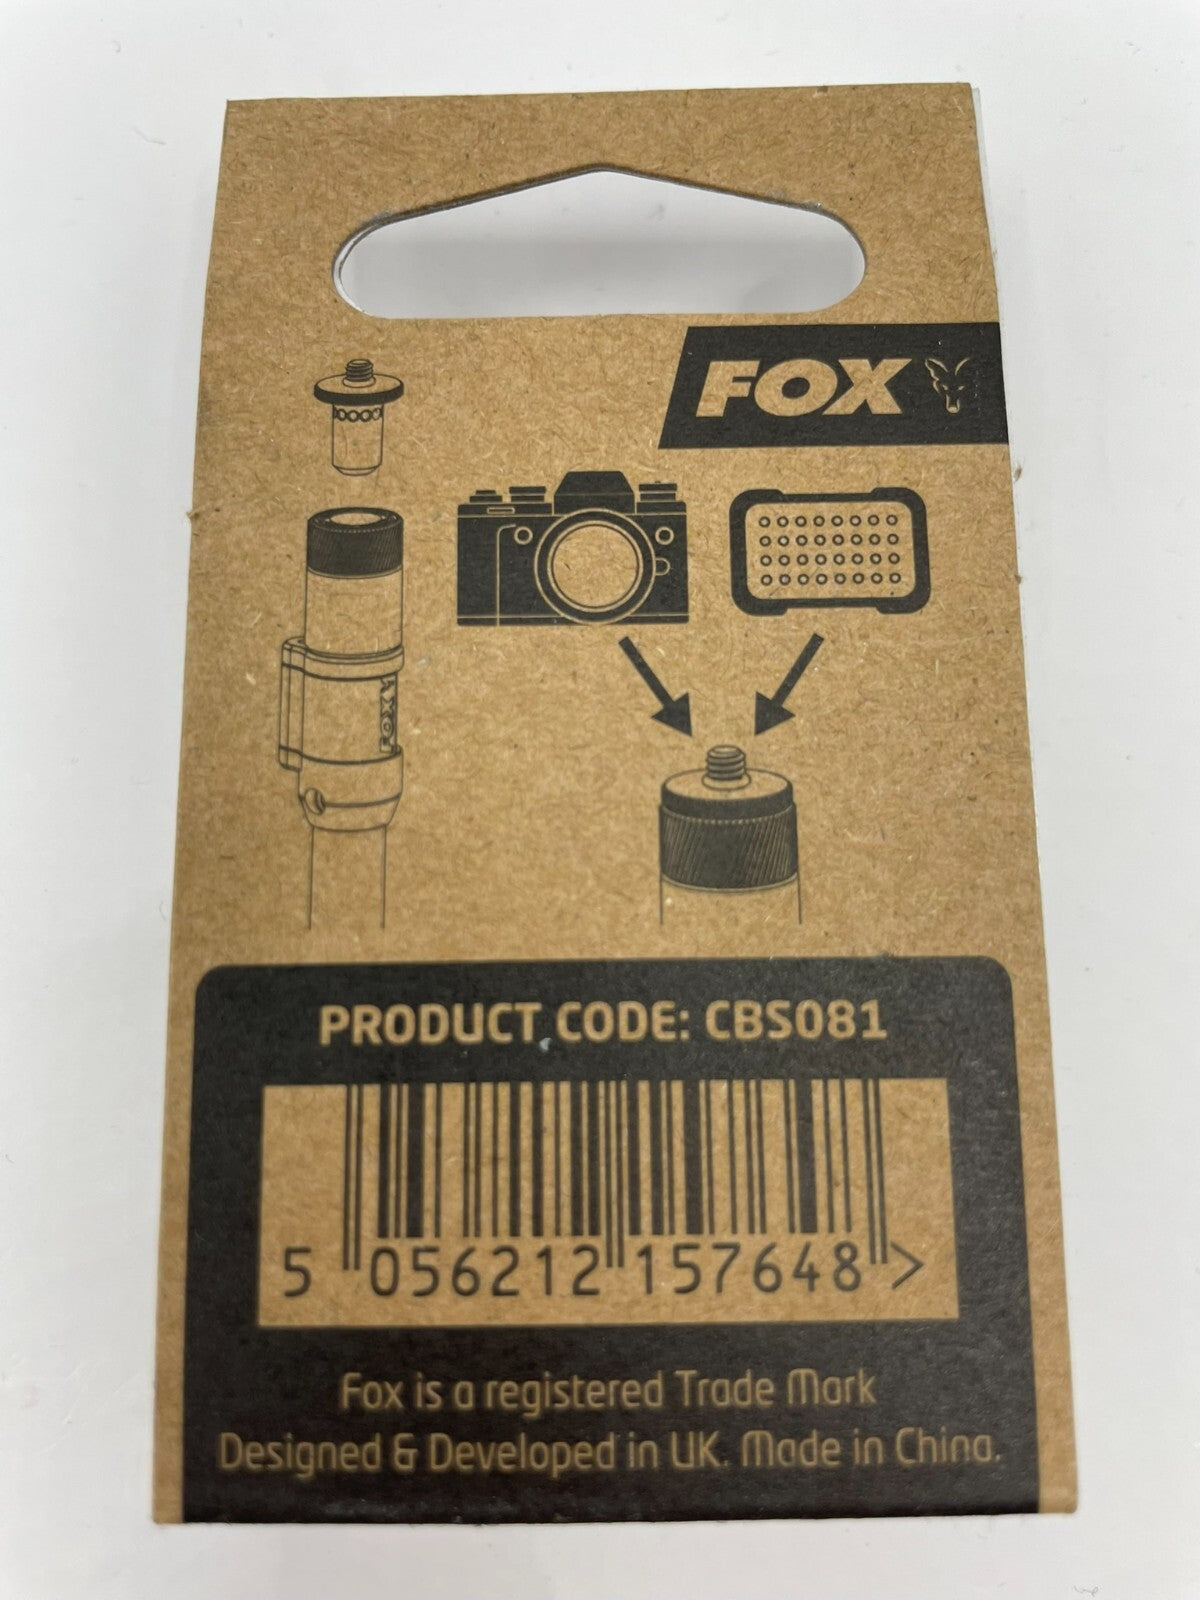 FOX
FOX
PRODUCT CODE: CBS081
5 056212 157648 >
Fox is a registered Trade Mark
Designed & Developed in UK. Made in China.